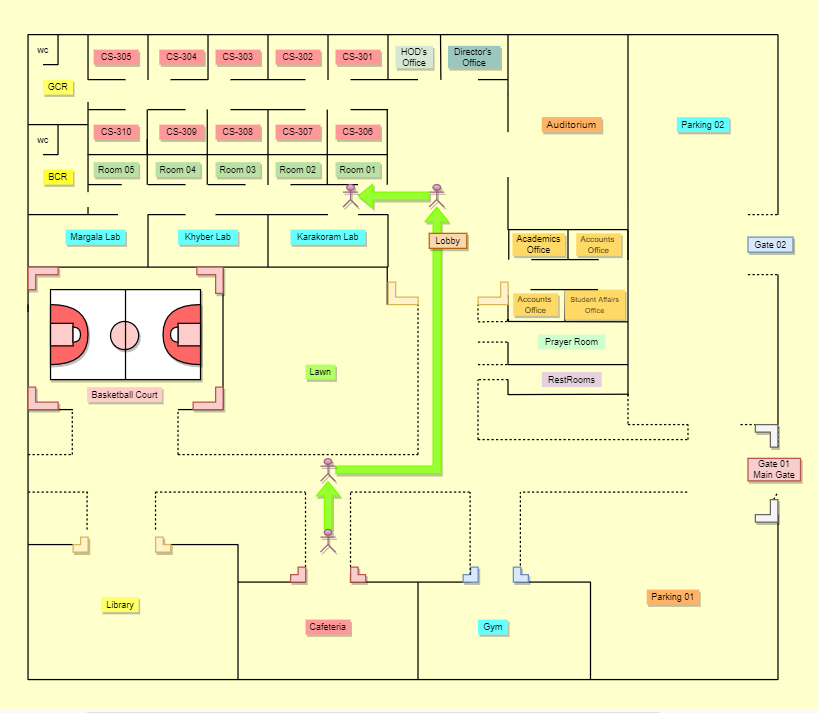 wc
CS-305
CS-304
CS-303
CS-302
CS-301
HOD's
Office
Director's
Office
GCR
Auditorium
Parking 02
wc
CS-310
CS-309
CS-308
CS-307
CS-306
BCR
Room 05
Room 04
Room 03
Room 02
Room 01
Margala Lab
Khyber Lab
Karakoram Lab
Lobby
Academics
Office
Accounts
Office
Gate 02
Accounts
Office
Student Affairs
Office
Prayer Room
Lawn
RestRooms
Basketball Court
Gate 01
Main Gate
Library
Cafeteria
Gym
Parking 01